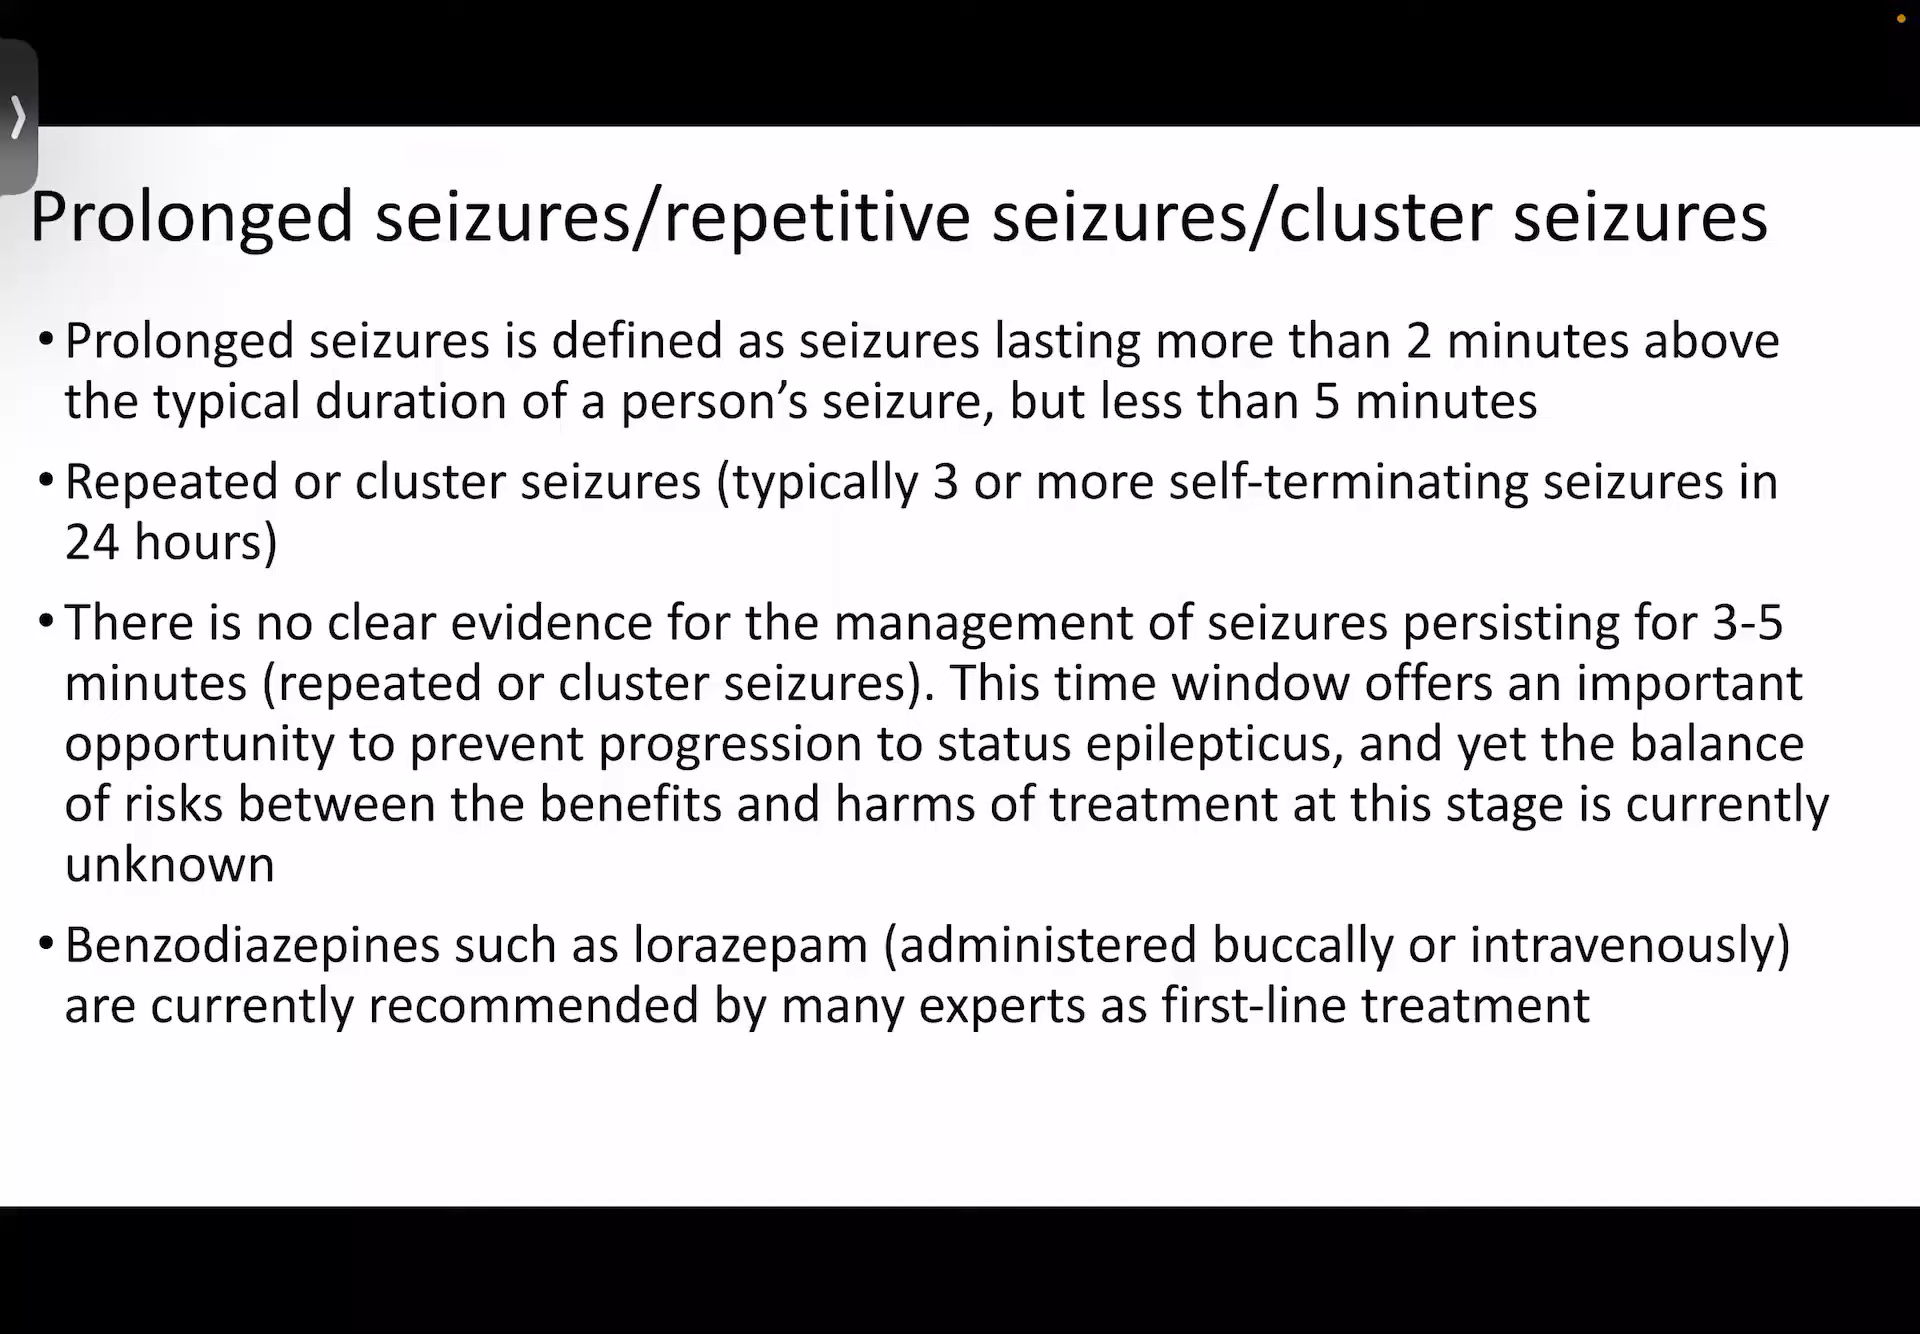 Prolonged seizures/repetitive seizures/cluster seizures
• Prolonged seizures is defined as seizures lasting more than 2 minutes above
the typical duration of a person’s seizure, but less than 5 minutes
• Repeated or cluster seizures (typically 3 or more self-terminating seizures in
24 hours)
• There is no clear evidence for the management of seizures persisting for 3-5
minutes (repeated or cluster seizures). This time window offers an important
opportunity to prevent progression to status epilepticus, and yet the balance
of risks between the benefits and harms of treatment at this stage is currently
unknown
• Benzodiazepines such as lorazepam (administered buccally or intravenously)
are currently recommended by many experts as first-line treatment